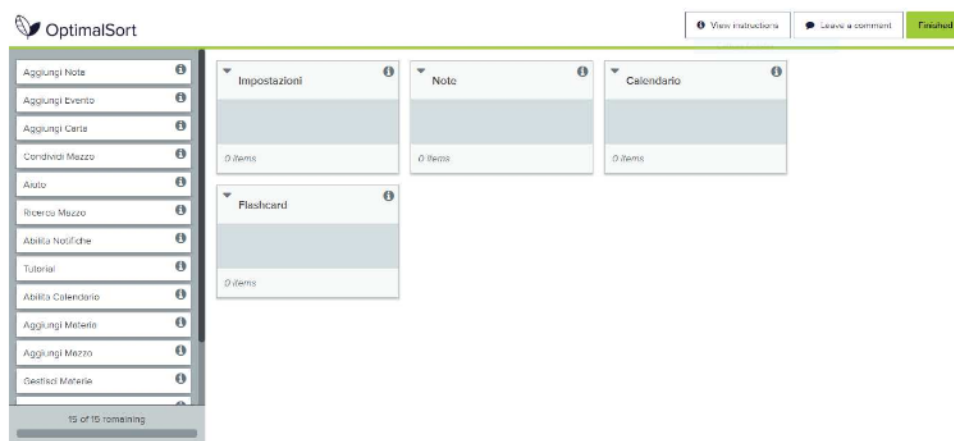 OptimalSort
View instructions
Leave a comment
Finished
Aggiungi Note
Aggiungi Evento
Aggiungi Carta
Condividi Mazzo
Aiuto
Ricerca Mazzo
Abilita Notifiche
Tutorial
Abilita Calendario
Aggiungi Materia
Aggiungi Mazzo
Gestisci Materie
15 of 15 remaining
Impostazioni
0 items
Note
0 items
Calendario
0 items
Flashcard
0 items